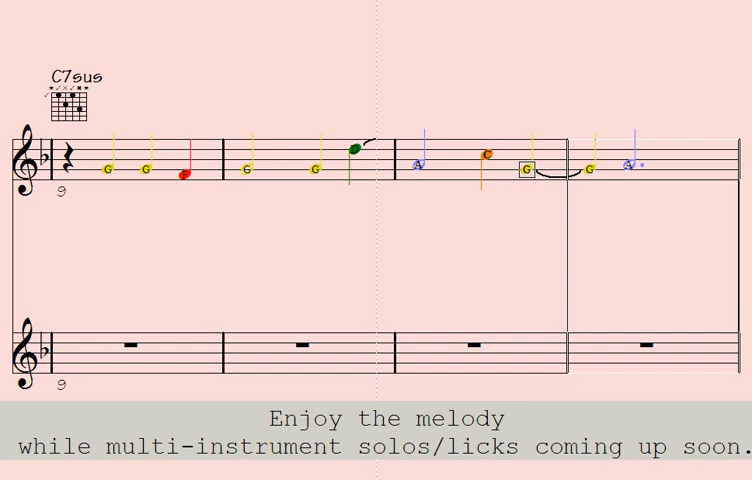 C7sus
G G F G G D A C G G A
9
9
Enjoy the melody
while multi-instrument solos/licks coming up soon.